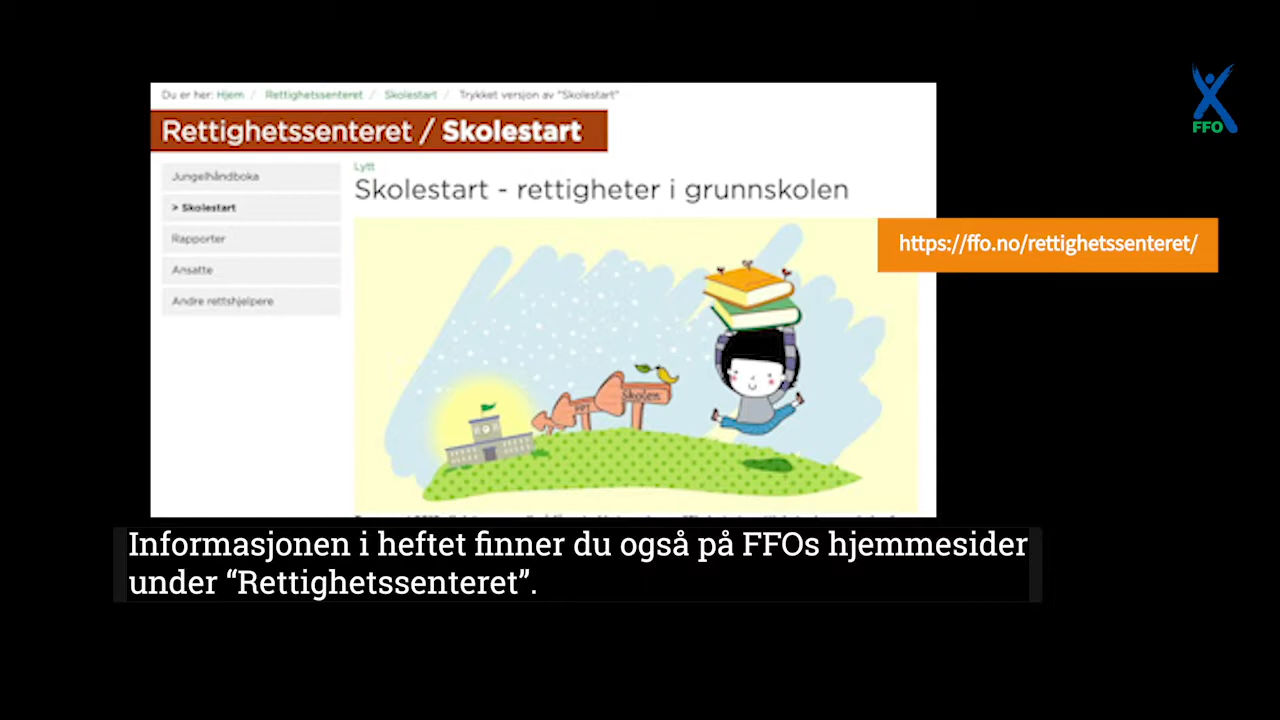 Du er her: Hjem / Rettighetssenteret / Skolestart / Trykket versjon av "Skolestart"
FFO
Rettighetssenteret / Skolestart
Lytt
Jungelhåndboka
Skolestart - rettigheter i grunnskolen
> Skolestart
Rapporter
https://ffo.no/rettighetssenteret/
Ansatte
Andre rettshjelpere
Skolen
PPT
Informasjonen i heftet finner du også på FFOs hjemmesider
under “Rettighetssenteret”.